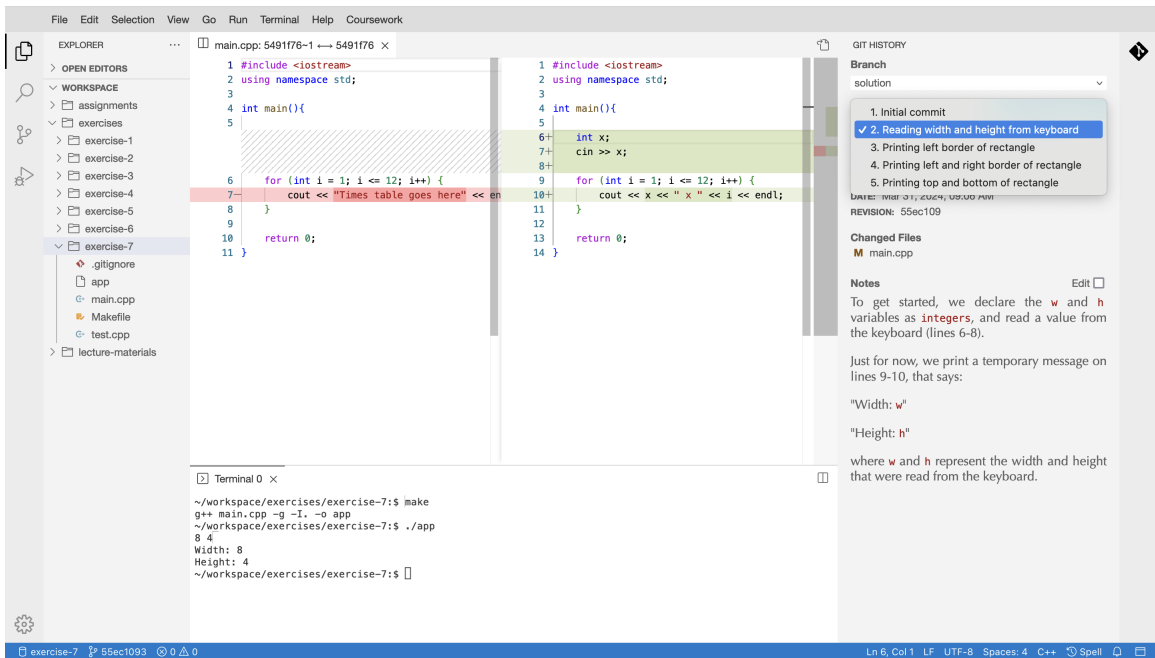 File Edit Selection View Go Run Terminal Help Coursework
EXPLORER
OPEN EDITORS
WORKSPACE
assignments
exercises
exercise-1
exercise-2
exercise-3
exercise-4
exercise-5
exercise-6
exercise-7
.gitignore
app
main.cpp
Makefile
test.cpp
lecture-materials
main.cpp: 5491f76~1 ⟷ 5491f76
1 #include <iostream>
2 using namespace std;
3
4 int main(){
5
6 for (int i = 1; i <= 12; i++) {
7− cout << "Times table goes here" << en
8 }
9
10 return 0;
11 }
1 #include <iostream>
2 using namespace std;
3
4 int main(){
5
6+ int x;
7+ cin >> x;
8+
9 for (int i = 1; i <= 12; i++) {
10+ cout << x << " x " << i << endl;
11 }
12
13 return 0;
14 }
Terminal 0
~/workspace/exercises/exercise-7:$ make
g++ main.cpp -g -I. -o app
~/workspace/exercises/exercise-7:$ ./app
8 4
Width: 8
Height: 4
~/workspace/exercises/exercise-7:$
GIT HISTORY
Branch
solution
1. Initial commit
✓ 2. Reading width and height from keyboard
3. Printing left border of rectangle
4. Printing left and right border of rectangle
5. Printing top and bottom of rectangle
DATE: Mar 31, 2024, 09:06 AM
REVISION: 55ec109
Changed Files
M main.cpp
Notes Edit
To get started, we declare the w and h
variables as integers, and read a value from
the keyboard (lines 6-8).
Just for now, we print a temporary message on
lines 9-10, that says:
"Width: w"
"Height: h"
where w and h represent the width and height
that were read from the keyboard.
exercise-7 55ec1093 0 0
Ln 6, Col 1 LF UTF-8 Spaces: 4 C++ Spell